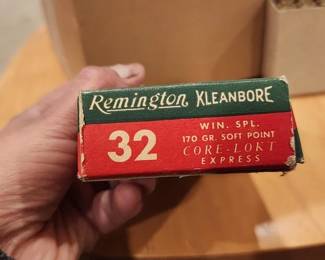 Remington KLEANBORE
32
WIN. SPL.
170 GR. SOFT POINT
CORE-LOKT
EXPRESS